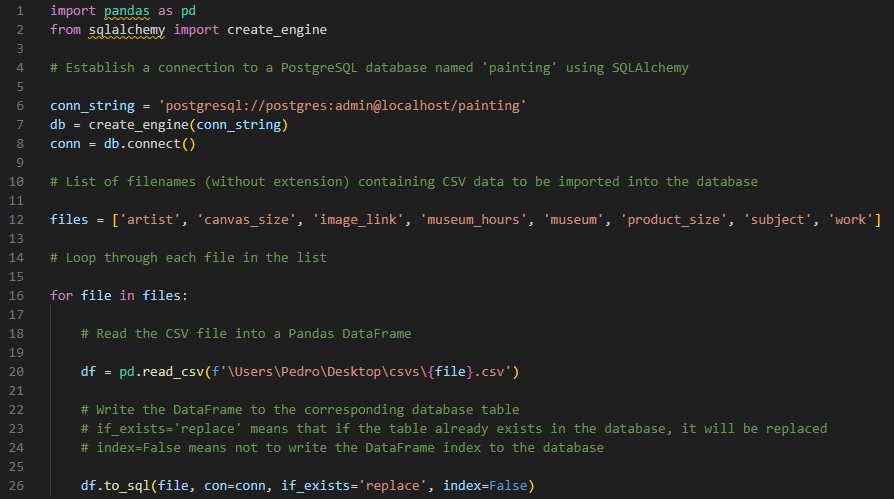 1 import pandas as pd
2 from sqlalchemy import create_engine
3
4 # Establish a connection to a PostgreSQL database named 'painting' using SQLAlchemy
5
6 conn_string = 'postgresql://postgres:admin@localhost/painting'
7 db = create_engine(conn_string)
8 conn = db.connect()
9
10 # List of filenames (without extension) containing CSV data to be imported into the database
11
12 files = ['artist', 'canvas_size', 'image_link', 'museum_hours', 'museum', 'product_size', 'subject', 'work']
13
14 # Loop through each file in the list
15
16 for file in files:
17
18     # Read the CSV file into a Pandas DataFrame
19
20     df = pd.read_csv(f'\Users\Pedro\Desktop\csvs\{file}.csv')
21
22     # Write the DataFrame to the corresponding database table
23     # if_exists='replace' means that if the table already exists in the database, it will be replaced
24     # index=False means not to write the DataFrame index to the database
25
26     df.to_sql(file, con=conn, if_exists='replace', index=False)